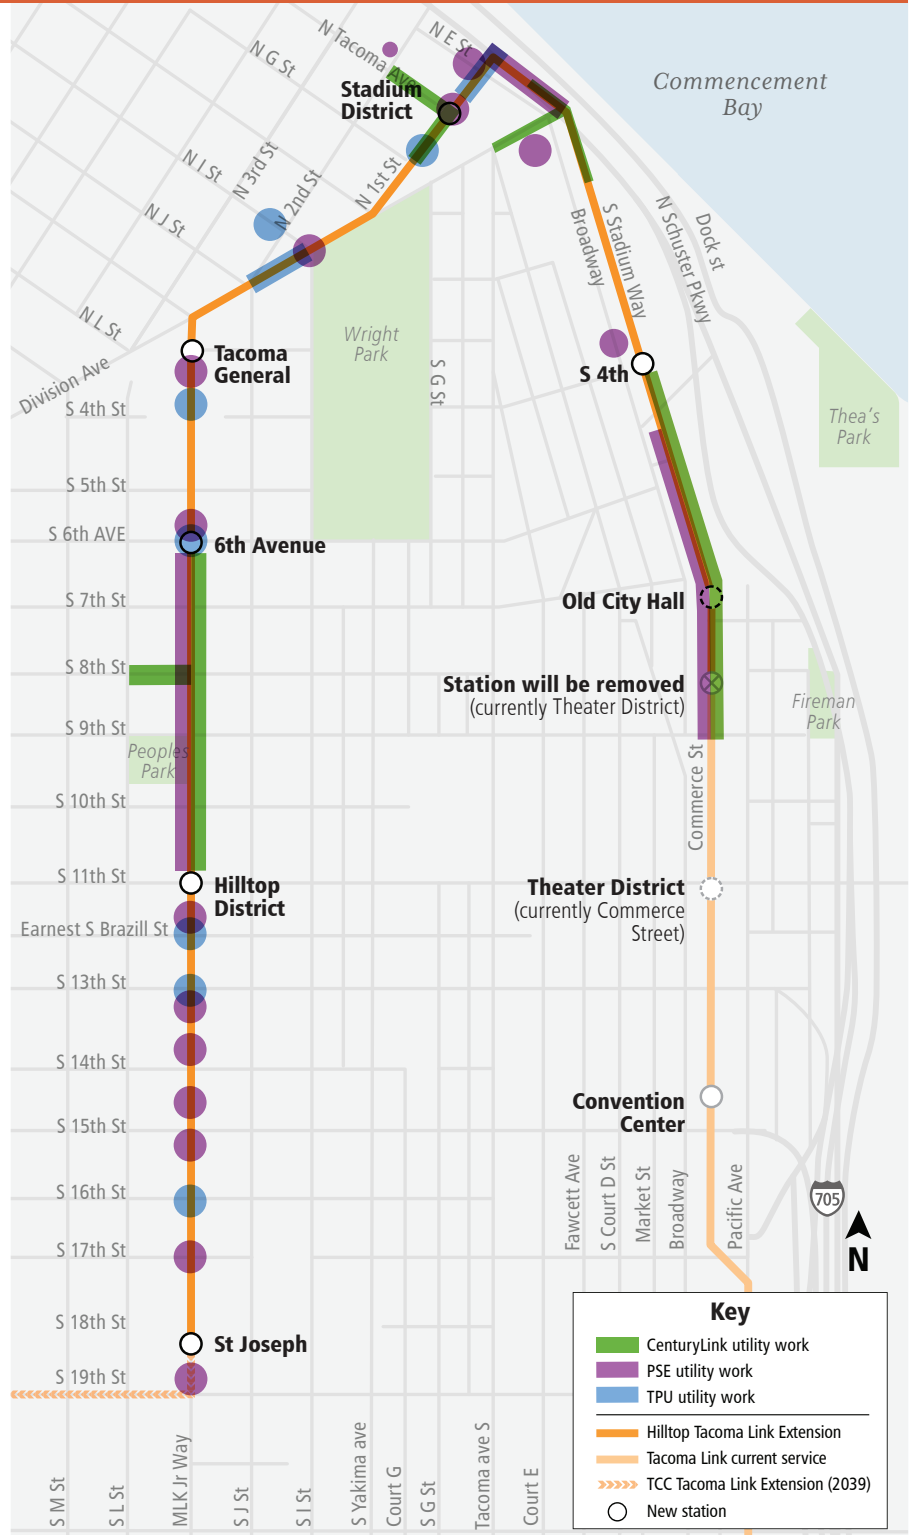 N Tacoma Ave
N E St
N G St
Stadium
District
Commencement
Bay
N I St
N 3rd St
N 2nd St
N 1st St
N J St
N L St
Division Ave
Broadway
S Stadium Way
N Schuster Pkwy
Dock st
Wright
Park
S G St
Tacoma
General
S 4th
Thea's
Park
S 4th St
S 5th St
S 6th AVE
6th Avenue
S 7th St
Old City Hall
S 8th St
Station will be removed
(currently Theater District)
Fireman
Park
S 9th St
Peoples
Park
Commerce St
S 10th St
S 11th St
Hilltop
District
Theater District
(currently Commerce
Street)
Earnest S Brazill St
S 13th St
S 14th St
Convention
Center
S 15th St
S 16th St
Fawcett Ave
S Court D St
Market St
Broadway
Pacific Ave
705
N
S 17th St
S 18th St
St Joseph
S 19th St
Key
CenturyLink utility work
PSE utility work
TPU utility work
Hilltop Tacoma Link Extension
Tacoma Link current service
TCC Tacoma Link Extension (2039)
New station
S M St
S L St
MLK Jr Way
S J St
S I St
S Yakima ave
Court G
S G St
Tacoma ave S
Court E